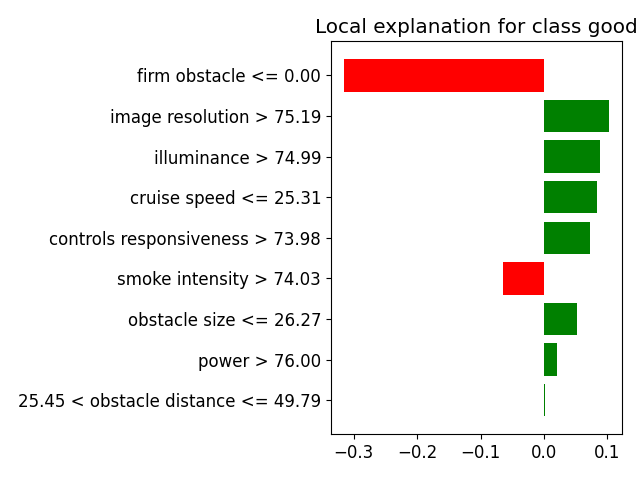 Local explanation for class good
firm obstacle <= 0.00
image resolution > 75.19
illuminance > 74.99
cruise speed <= 25.31
controls responsiveness > 73.98
smoke intensity > 74.03
obstacle size <= 26.27
power > 76.00
25.45 < obstacle distance <= 49.79
−0.3 −0.2 −0.1 0.0 0.1